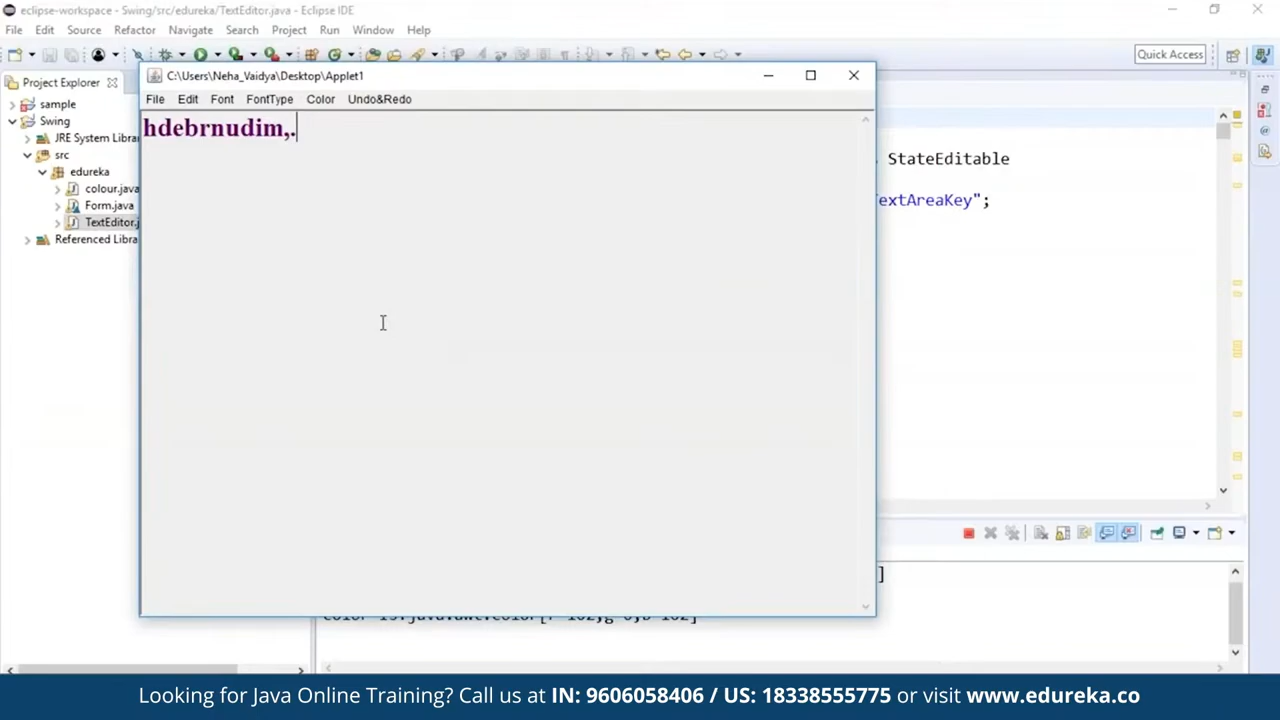 eclipse-workspace - Swing/src/edureka/TextEditor.java - Eclipse IDE
File Edit Source Refactor Navigate Search Project Run Window Help
Quick Access
Project Explorer
sample
Swing
JRE System Libra
src
edureka
colour.java
Form.java
TextEditor.j
Referenced Libra
C:\Users\Neha_Vaidya\Desktop\Applet1
File Edit Font FontType Color Undo&Redo
hdebrnudim,.
StateEditable
extAreaKey";
]
Looking for Java Online Training? Call us at IN: 9606058406 / US: 18338555775 or visit www.edureka.co